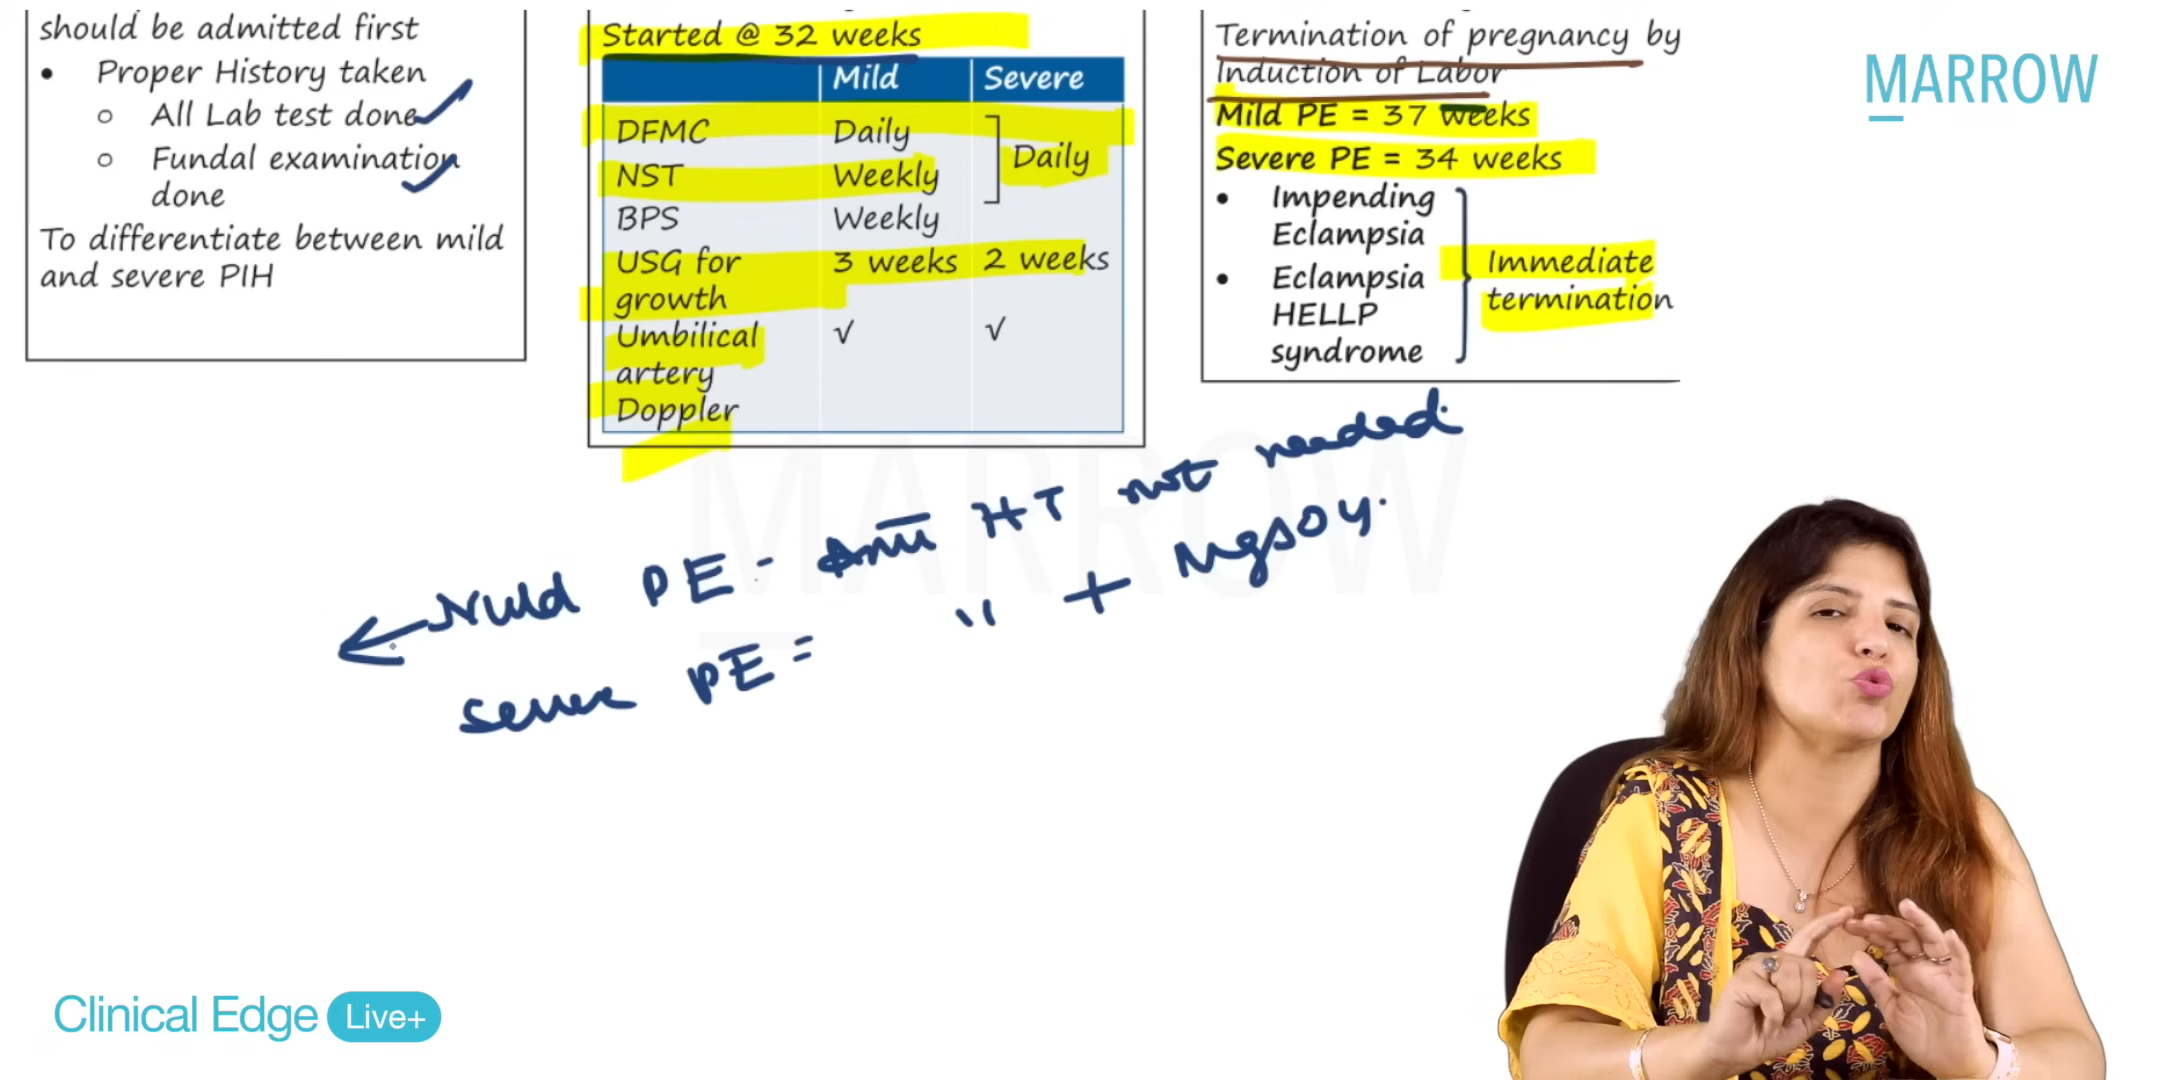 should be admitted first
• Proper History taken
o All Lab test done
o Fundal examination
done
To differentiate between mild
and severe PIH
Started @ 32 weeks
Mild Severe
DFMC Daily
Daily
NST Weekly
BPS Weekly
USG for 3 weeks 2 weeks
growth
Umbilical √ √
artery
Doppler
Termination of pregnancy by
Induction of Labor
Mild PE = 37 weeks
Severe PE = 34 weeks
• Impending
Eclampsia
• Eclampsia
HELLP
syndrome
Immediate
termination
MARROW
MARROW
Mild PE - HT not needed.
severe PE = " + MgSO4.
Clinical Edge Live+